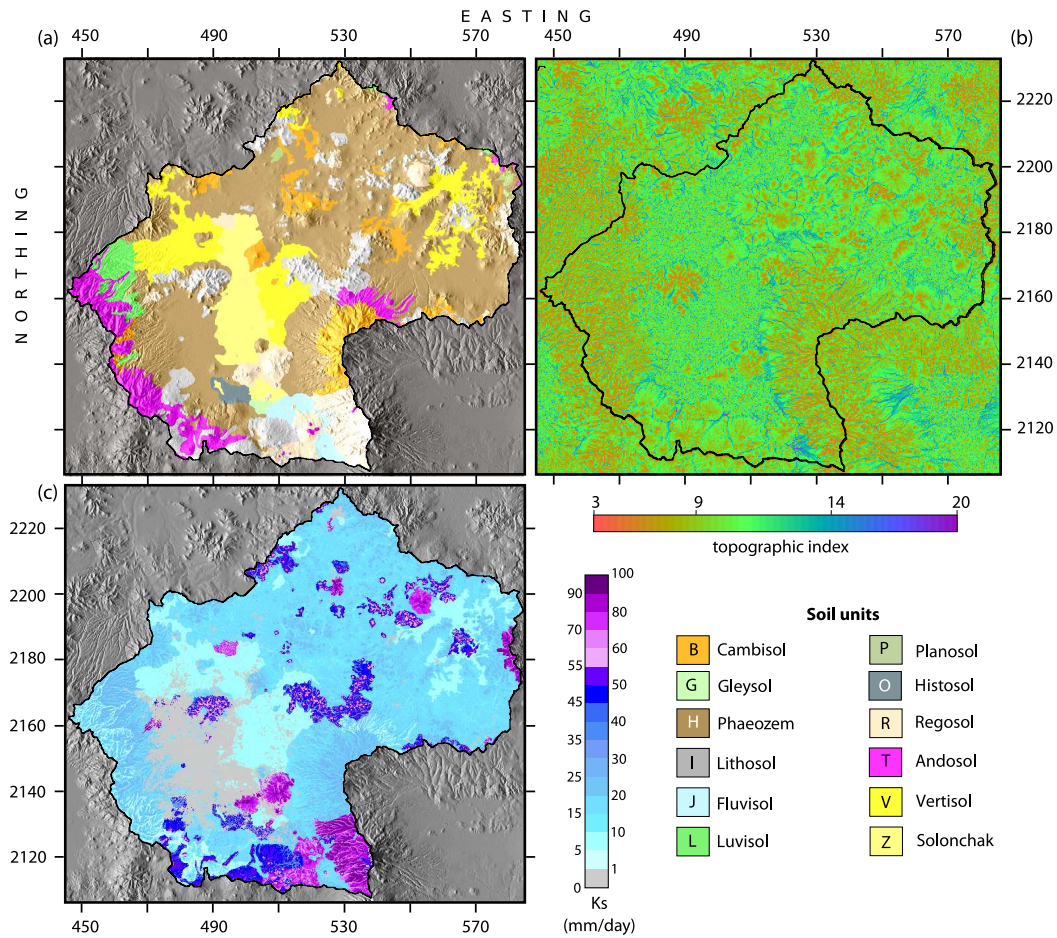 E A S T I N G
(a)
450 490 530 570
450 490 530 570
(b)
N O R T H I N G
2220
2200
2180
2160
2140
2120
(c)
2220
2200
2180
2160
2140
2120
450 490 530 570
3 9 14 20
topographic index
100
90 80
70 60
55 50
45 40
35 30
25 20
15 10
5 1
0
Ks
(mm/day)
Soil units
B Cambisol
G Gleysol
H Phaeozem
I Lithosol
J Fluvisol
L Luvisol
P Planosol
O Histosol
R Regosol
T Andosol
V Vertisol
Z Solonchak